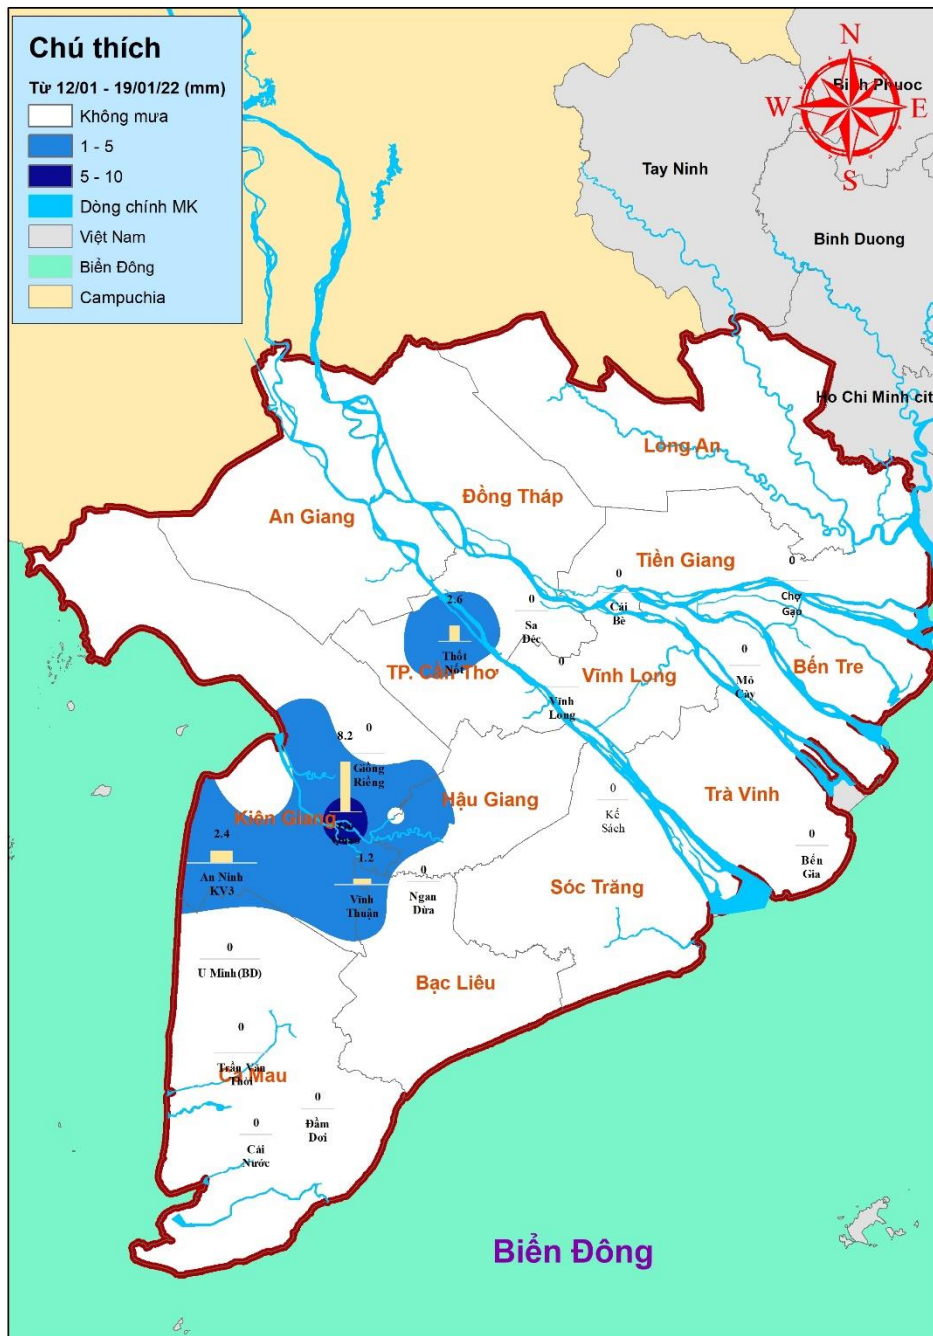 Chú thích
Từ 12/01 - 19/01/22 (mm)
Không mưa
1 - 5
5 - 10
Dòng chính MK
Việt Nam
Biển Đông
Campuchia
N
W
E
S
Binh Phuoc
Tay Ninh
Binh Duong
Ho Chi Minh cit
Long An
Đồng Tháp
An Giang
Tiền Giang
0
Chợ
Gạo
0
Cái
Bè
2.6
Thốt
Nốt
0
Sa
Đéc
TP. Cần Thơ
0
Vĩnh
Long
Vĩnh Long
0
Mỏ
Cày
Bến Tre
8.2
0
Giồng
Riềng
Hậu Giang
Kiên Giang
0
Kế
Sách
Trà Vinh
2.4
An Ninh
KV3
1.2
Vĩnh
Thuận
0
Ngan
Dừa
0
Bến
Gia
Sóc Trăng
0
U Minh(BD)
Bạc Liêu
0
Trần Văn
Thời
Cà Mau
0
Đầm
Dơi
0
Cái
Nước
Biển Đông